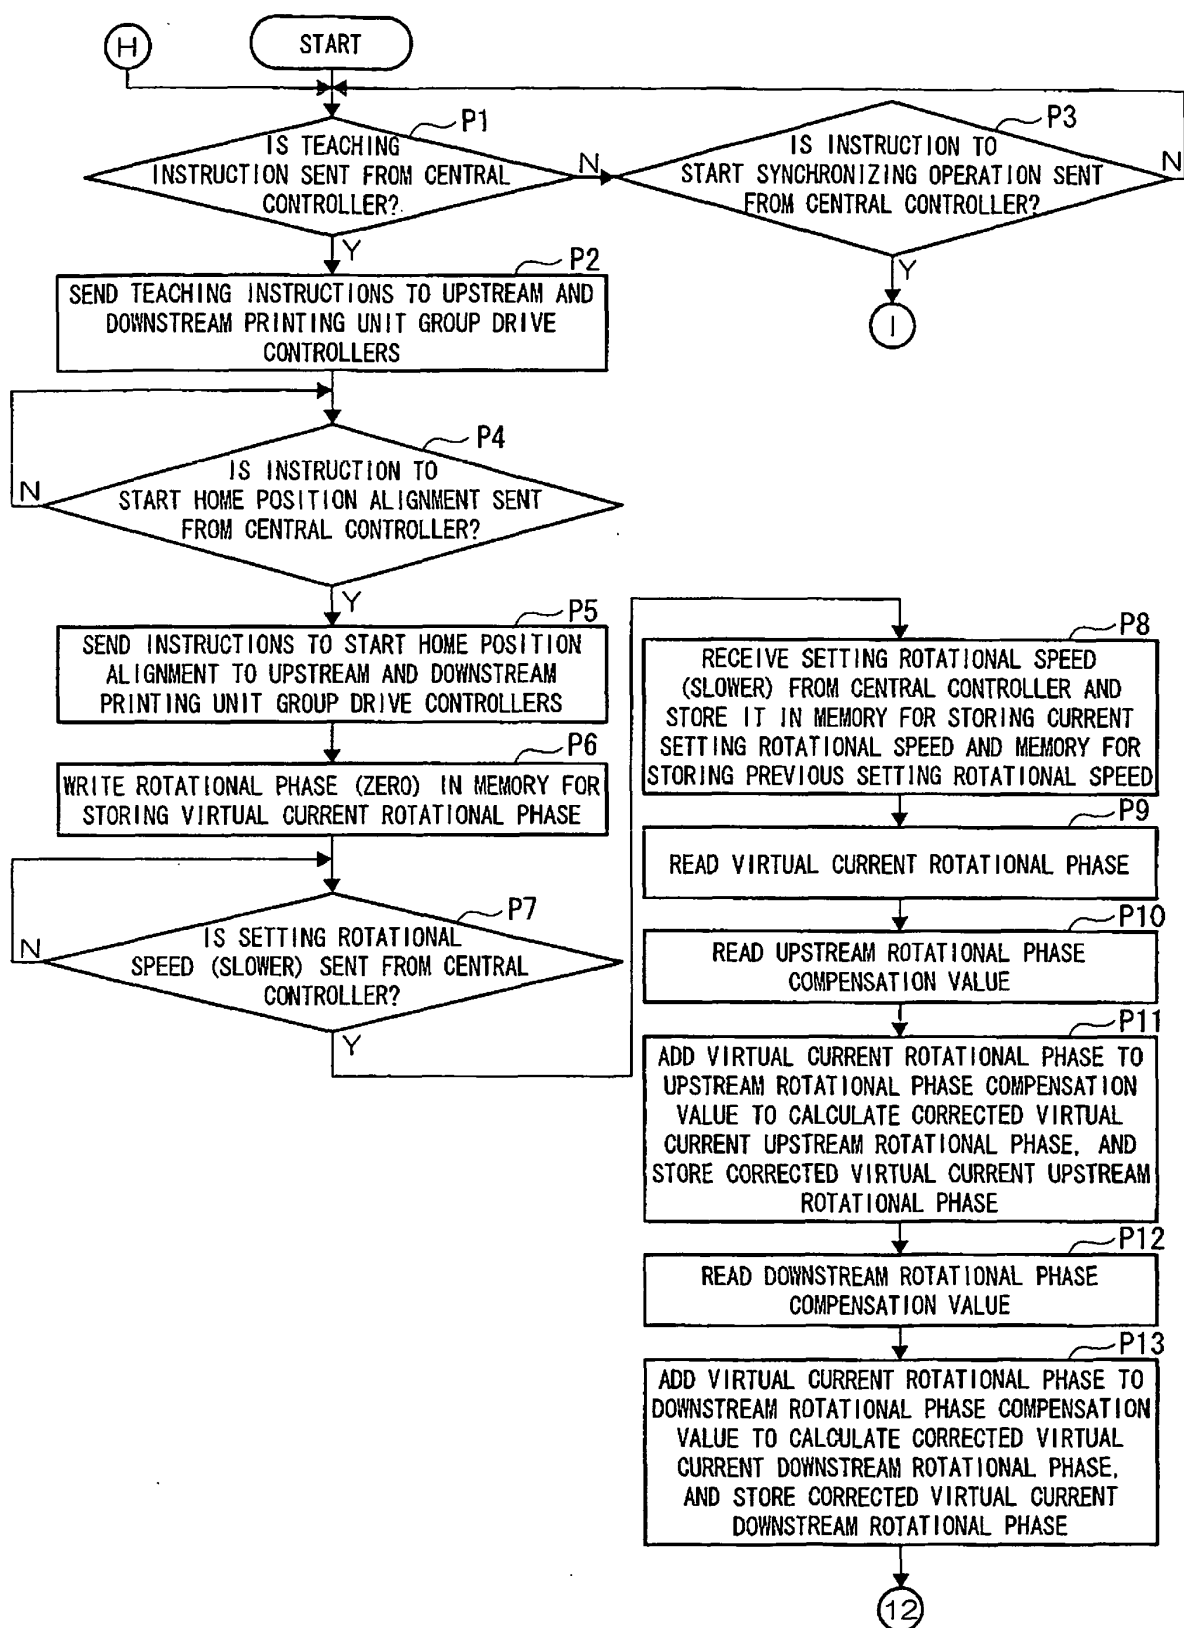 H
START
P1
IS TEACHING
INSTRUCTION SENT FROM CENTRAL
CONTROLLER?
N
Y
P3
IS INSTRUCTION TO
START SYNCHRONIZING OPERATION SENT
FROM CENTRAL CONTROLLER?
N
Y
I
P2
SEND TEACHING INSTRUCTIONS TO UPSTREAM AND
DOWNSTREAM PRINTING UNIT GROUP DRIVE
CONTROLLERS
P4
IS INSTRUCTION TO
START HOME POSITION ALIGNMENT SENT
FROM CENTRAL CONTROLLER?
N
Y
P5
SEND INSTRUCTIONS TO START HOME POSITION
ALIGNMENT TO UPSTREAM AND DOWNSTREAM
PRINTING UNIT GROUP DRIVE CONTROLLERS
P6
WRITE ROTATIONAL PHASE (ZERO) IN MEMORY FOR
STORING VIRTUAL CURRENT ROTATIONAL PHASE
P7
IS SETTING ROTATIONAL
SPEED (SLOWER) SENT FROM CENTRAL
CONTROLLER?
N
Y
P8
RECEIVE SETTING ROTATIONAL SPEED
(SLOWER) FROM CENTRAL CONTROLLER AND
STORE IT IN MEMORY FOR STORING CURRENT
SETTING ROTATIONAL SPEED AND MEMORY FOR
STORING PREVIOUS SETTING ROTATIONAL SPEED
P9
READ VIRTUAL CURRENT ROTATIONAL PHASE
P10
READ UPSTREAM ROTATIONAL PHASE
COMPENSATION VALUE
P11
ADD VIRTUAL CURRENT ROTATIONAL PHASE TO
UPSTREAM ROTATIONAL PHASE COMPENSATION
VALUE TO CALCULATE CORRECTED VIRTUAL
CURRENT UPSTREAM ROTATIONAL PHASE, AND
STORE CORRECTED VIRTUAL CURRENT UPSTREAM
ROTATIONAL PHASE
P12
READ DOWNSTREAM ROTATIONAL PHASE
COMPENSATION VALUE
P13
ADD VIRTUAL CURRENT ROTATIONAL PHASE TO
DOWNSTREAM ROTATIONAL PHASE COMPENSATION
VALUE TO CALCULATE CORRECTED VIRTUAL
CURRENT DOWNSTREAM ROTATIONAL PHASE,
AND STORE CORRECTED VIRTUAL CURRENT
DOWNSTREAM ROTATIONAL PHASE
12